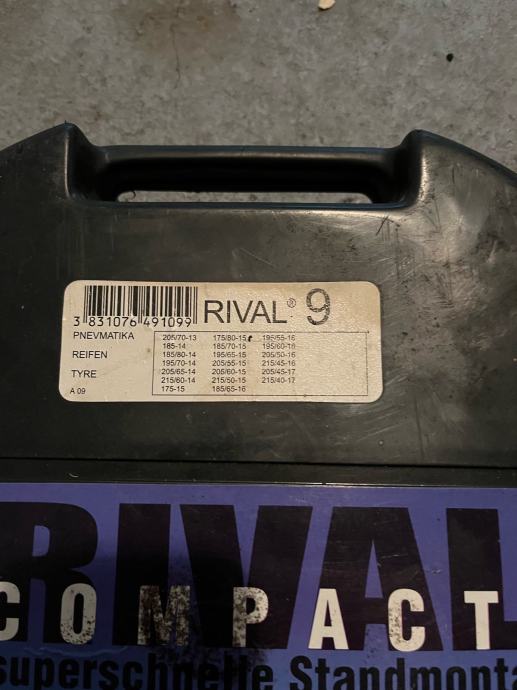 3 831076 491099
RIVAL® 9
PNEVMATIKA
REIFEN
TYRE
A 09
205/70-13 175/80-15 195/55-16
185-14 185/70-15 195/60-16
185/80-14 195/65-15 205/50-16
195/70-14 205/55-15 215/45-16
205/65-14 205/60-15 205/45-17
215/60-14 215/50-15 215/40-17
175-15 185/65-16
RIVAL
COMPACT
superschnelle Standmonta